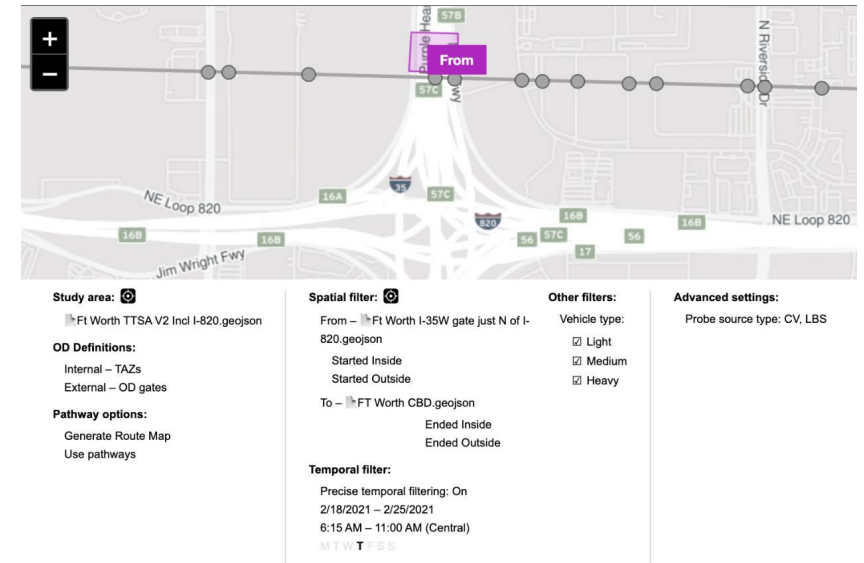 +
−
57B
Purple Hear
wy
From
57C
N Riverside Dr
NE Loop 820
16A
35
57C
16B
16B
820
16B
56
57C
56
17
16B
NE Loop 820
Jim Wright Fwy
Study area:
Ft Worth TTSA V2 Incl I-820.geojson
OD Definitions:
Internal – TAZs
External – OD gates
Pathway options:
Generate Route Map
Use pathways
Spatial filter:
From – Ft Worth I-35W gate just N of I-
820.geojson
Started Inside
Started Outside
To – FT Worth CBD.geojson
Ended Inside
Ended Outside
Temporal filter:
Precise temporal filtering: On
2/18/2021 – 2/25/2021
6:15 AM – 11:00 AM (Central)
M T W T F S S
Other filters:
Vehicle type:
☑ Light
☑ Medium
☑ Heavy
Advanced settings:
Probe source type: CV, LBS